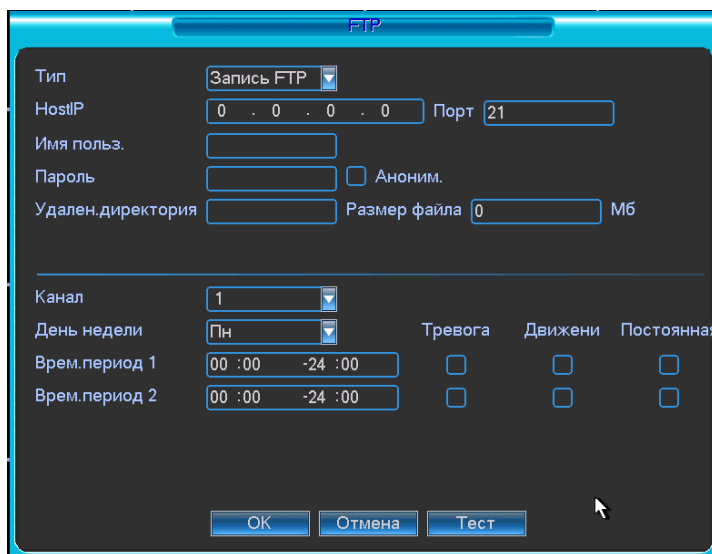 FTP
Тип Запись FTP
HostIP 0 . 0 . 0 . 0 Порт 21
Имя польз.
Пароль Аноним.
Удален.директория Размер файла 0 Мб
Канал 1
День недели Пн Тревога Движени Постоянная
Врем.период 1 00 :00 -24 :00
Врем.период 2 00 :00 -24 :00
OK Отмена Тест